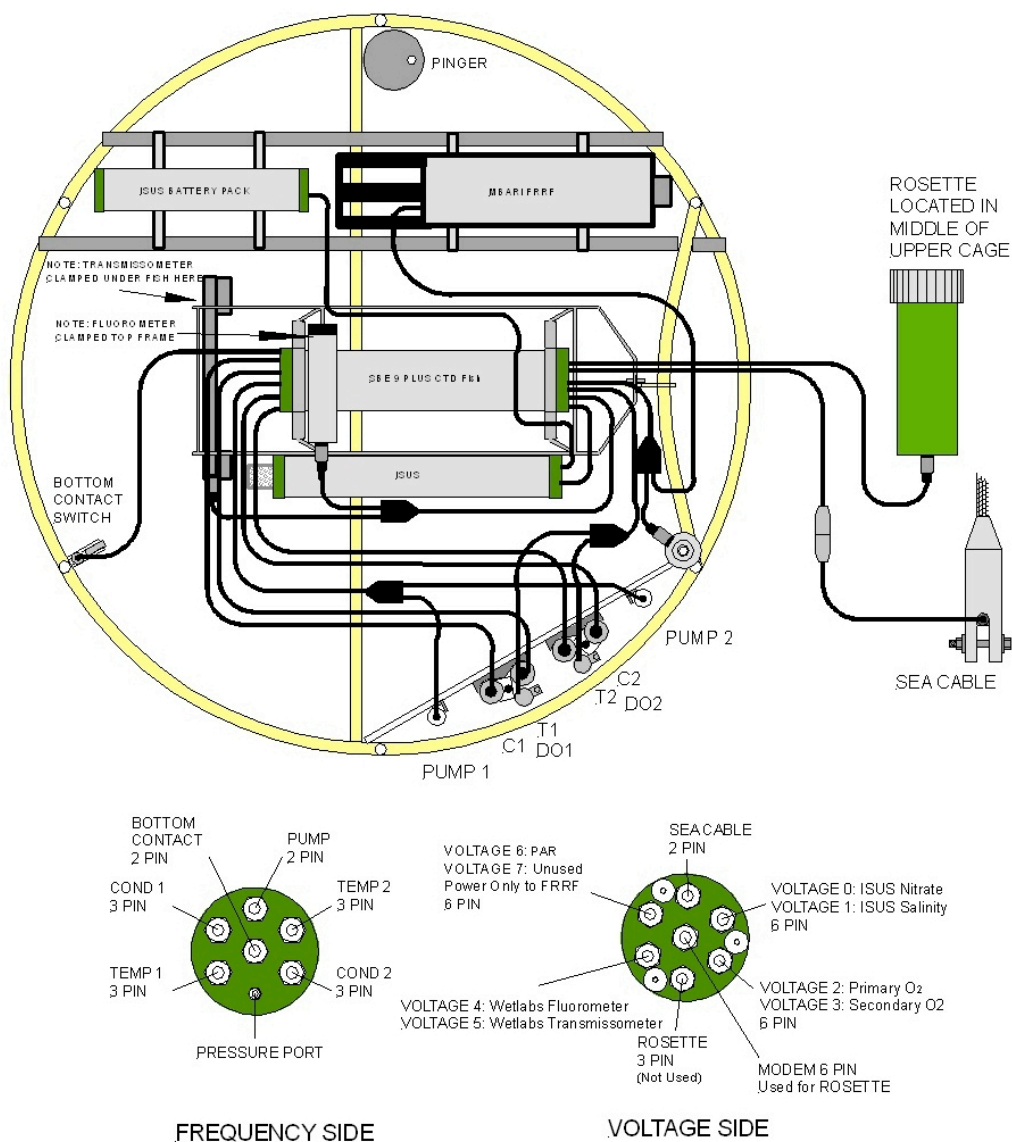 PINGER
ISUS BATTERY PACK
MBARI FRRF
ROSETTE
LOCATED IN
MIDDLE OF
UPPER CAGE
NOTE: TRANSMISSOMETER
CLAMPED UNDER FISH HERE
NOTE: FLUOROMETER
CLAMPED TOP FRAME
SBE 9 PLUS CTD Fish
ISUS
BOTTOM
CONTACT
SWITCH
PUMP 2
SEA CABLE
C2
T2
DO2
T1
C1
DO1
PUMP 1
BOTTOM
CONTACT
2 PIN
PUMP
2 PIN
COND 1
3 PIN
TEMP 2
3 PIN
TEMP 1
3 PIN
COND 2
3 PIN
PRESSURE PORT
FREQUENCY SIDE
SEA CABLE
2 PIN
VOLTAGE 6: PAR
VOLTAGE 7: Unused
Power Only to FRRF
6 PIN
VOLTAGE 0: ISUS Nitrate
VOLTAGE 1: ISUS Salinity
6 PIN
VOLTAGE 4: Wetlabs Fluorometer
VOLTAGE 5: Wetlabs Transmissometer
VOLTAGE 2: Primary O2
VOLTAGE 3: Secondary O2
6 PIN
ROSETTE
3 PIN
(Not Used)
MODEM 6 PIN
Used for ROSETTE
VOLTAGE SIDE